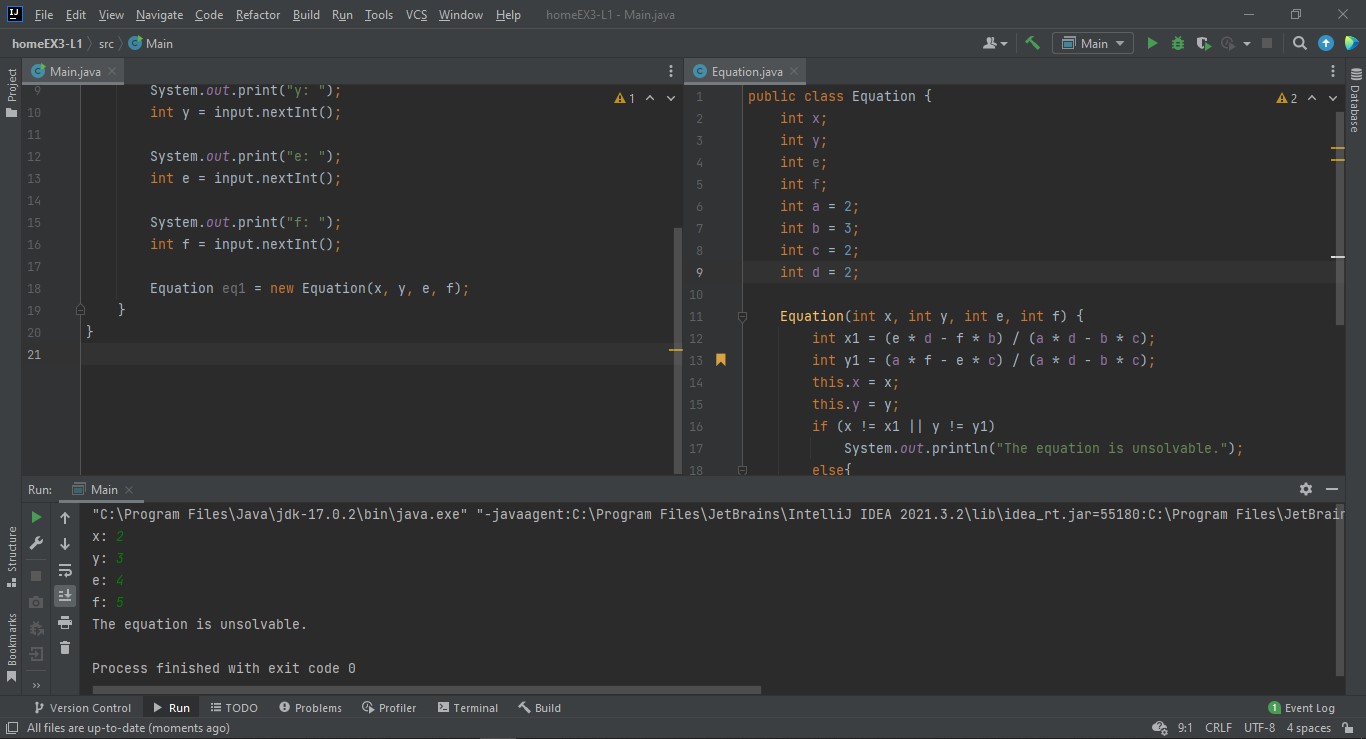 File Edit View Navigate Code Refactor Build Run Tools VCS Window Help homeEX3-L1 - Main.java
homeEX3-L1 src Main
Main
Project
Main.java
9 System.out.print("y: ");
10 int y = input.nextInt();
11
12 System.out.print("e: ");
13 int e = input.nextInt();
14
15 System.out.print("f: ");
16 int f = input.nextInt();
17
18 Equation eq1 = new Equation(x, y, e, f);
19 }
20 }
21
1
Equation.java
1 public class Equation {
2 int x;
3 int y;
4 int e;
5 int f;
6 int a = 2;
7 int b = 3;
8 int c = 2;
9 int d = 2;
10
11 Equation(int x, int y, int e, int f) {
12 int x1 = (e * d - f * b) / (a * d - b * c);
13 int y1 = (a * f - e * c) / (a * d - b * c);
14 this.x = x;
15 this.y = y;
16 if (x != x1 || y != y1)
17 System.out.println("The equation is unsolvable.");
18 else{
2
Database
Run: Main
"C:\Program Files\Java\jdk-17.0.2\bin\java.exe" "-javaagent:C:\Program Files\JetBrains\IntelliJ IDEA 2021.3.2\lib\idea_rt.jar=55180:C:\Program Files\JetBrain
x: 2
y: 3
e: 4
f: 5
The equation is unsolvable.
Process finished with exit code 0
Structure
Bookmarks
Version Control Run TODO Problems Profiler Terminal Build 1 Event Log
All files are up-to-date (moments ago) 9:1 CRLF UTF-8 4 spaces